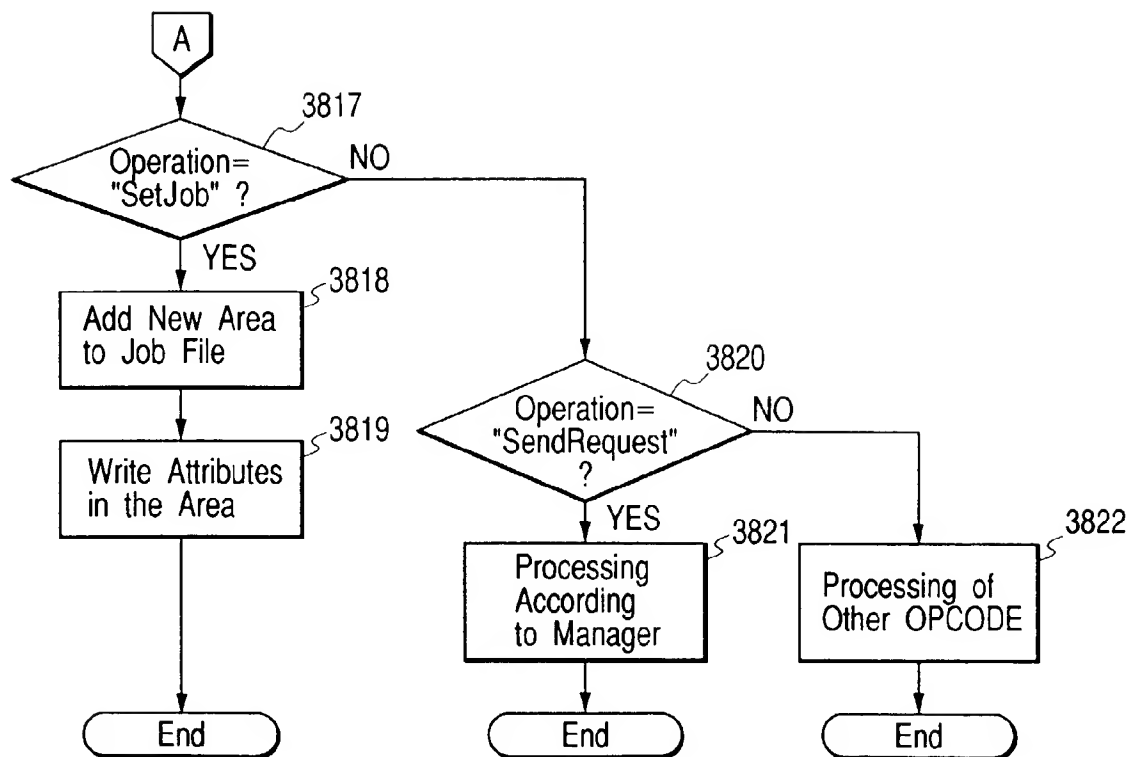 A
3817
Operation=
"SetJob" ?
NO
YES
3818
Add New Area
to Job File
3819
Write Attributes
in the Area
End
3820
Operation=
"SendRequest"
?
NO
YES
3821
Processing
According
to Manager
End
3822
Processing of
Other OPCODE
End